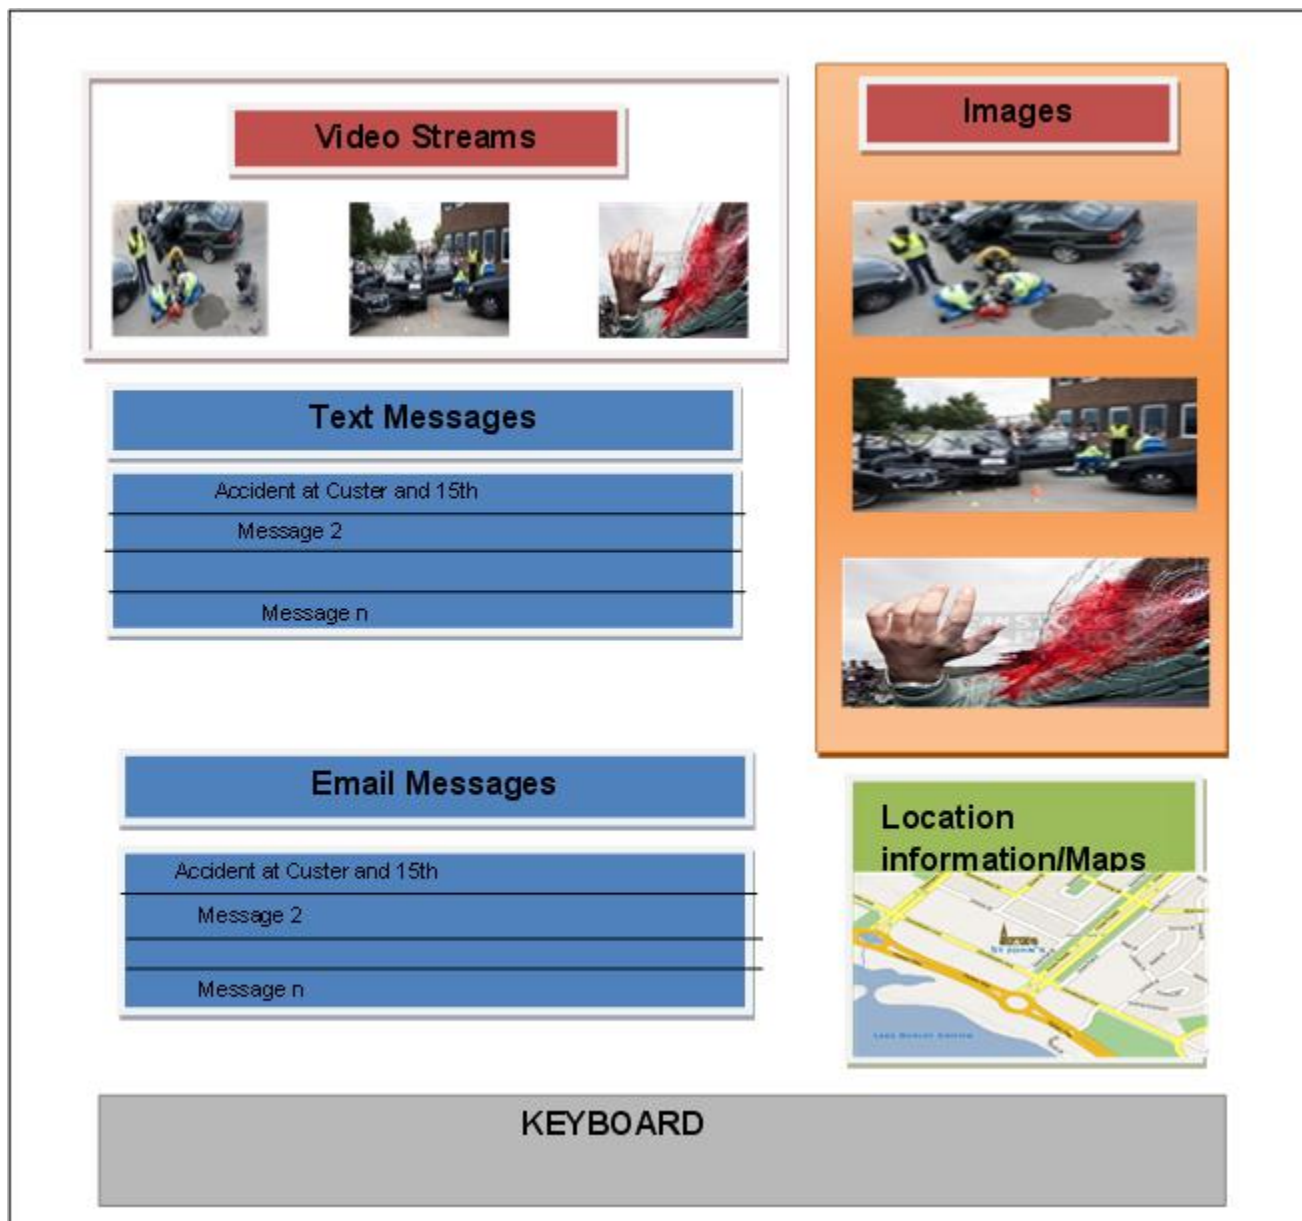 Video Streams
Images
Text Messages
Accident at Custer and 15th
Message 2
Message n
Email Messages
Accident at Custer and 15th
Message 2
Message n
Location
information/Maps
KEYBOARD